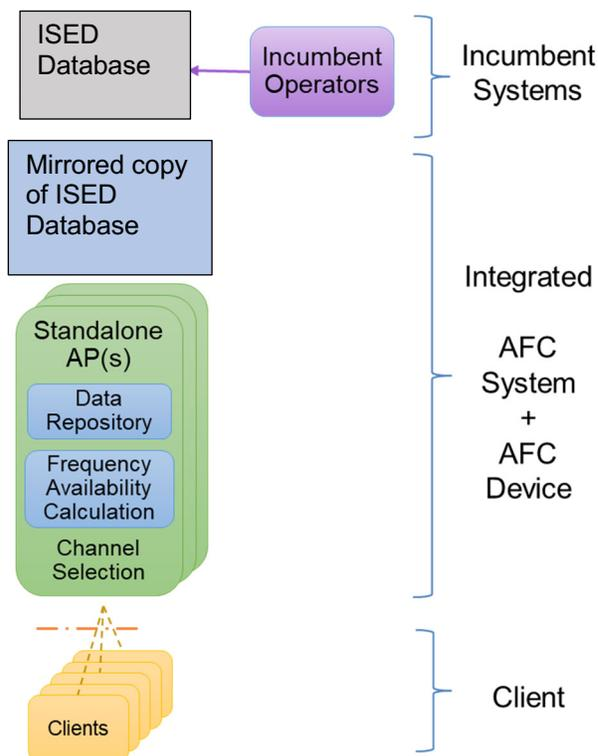 ISED
Database
Incumbent
Operators
Incumbent
Systems
Mirrored copy
of ISED
Database
Integrated
AFC
System
+
AFC
Device
Standalone
AP(s)
Data
Repository
Frequency
Availability
Calculation
Channel
Selection
Clients
Client